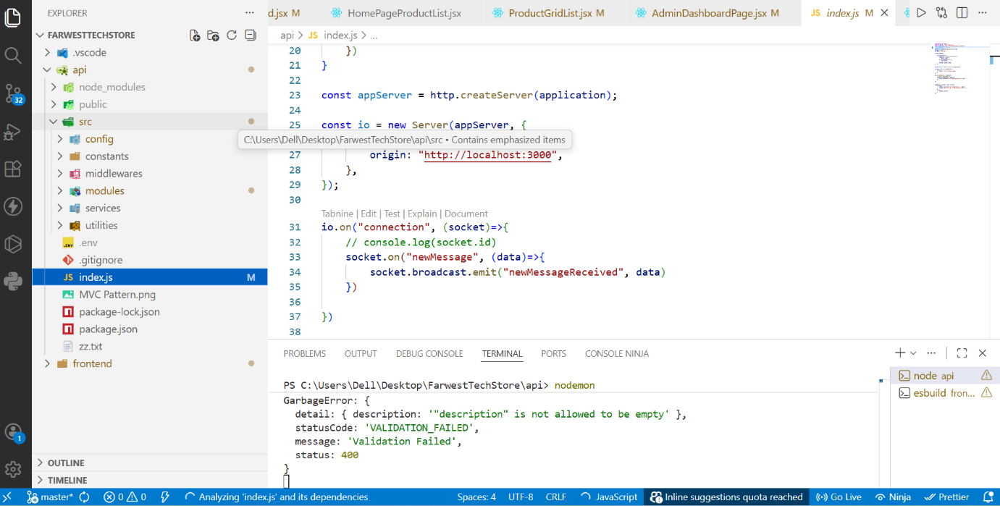 EXPLORER
...
FARWESTTECHSTORE
.vscode
api
node_modules
public
src
config
constants
middlewares
modules
services
utilities
.env
.gitignore
JS index.js M
MVC Pattern.png
package-lock.json
package.json
zz.txt
frontend
OUTLINE
TIMELINE
32
1
d.jsx M
HomePageProductList.jsx
ProductGridList.jsx M
AdminDashboardPage.jsx M
JS index.js M
api > JS index.js > ...
20 })
21 }
22
23 const appServer = http.createServer(application);
24
25 const io = new Server(appServer, {
C:\Users\Dell\Desktop\FarwestTechStore\api\src • Contains emphasized items
27 origin: "http://localhost:3000",
28 },
29 });
30
Tabnine | Edit | Test | Explain | Document
31 io.on("connection", (socket)=>{
32 // console.log(socket.id)
33 socket.on("newMessage", (data)=>{
34 socket.broadcast.emit("newMessageReceived", data)
35 })
36
37 })
38
PROBLEMS OUTPUT DEBUG CONSOLE TERMINAL PORTS CONSOLE NINJA
PS C:\Users\Dell\Desktop\FarwestTechStore\api> nodemon
GarbageError: {
detail: { description: '"description" is not allowed to be empty' },
statusCode: 'VALIDATION_FAILED',
message: 'Validation Failed',
status: 400
}
node api
esbuild fron...
master* 0 0 Analyzing 'index.js' and its dependencies Spaces: 4 UTF-8 CRLF JavaScript Inline suggestions quota reached Go Live Ninja Prettier